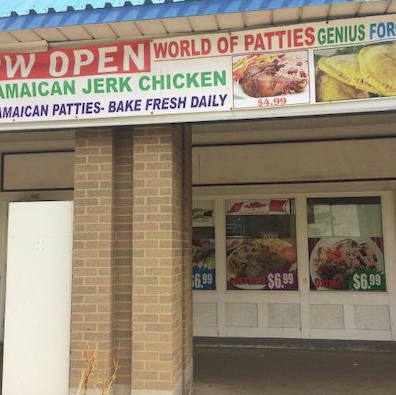 OW OPEN
WORLD OF PATTIES GENIUS FOR
AMAICAN JERK CHICKEN
AMAICAN PATTIES- BAKE FRESH DAILY
$4.99
$6.99
$6.99
$6.99